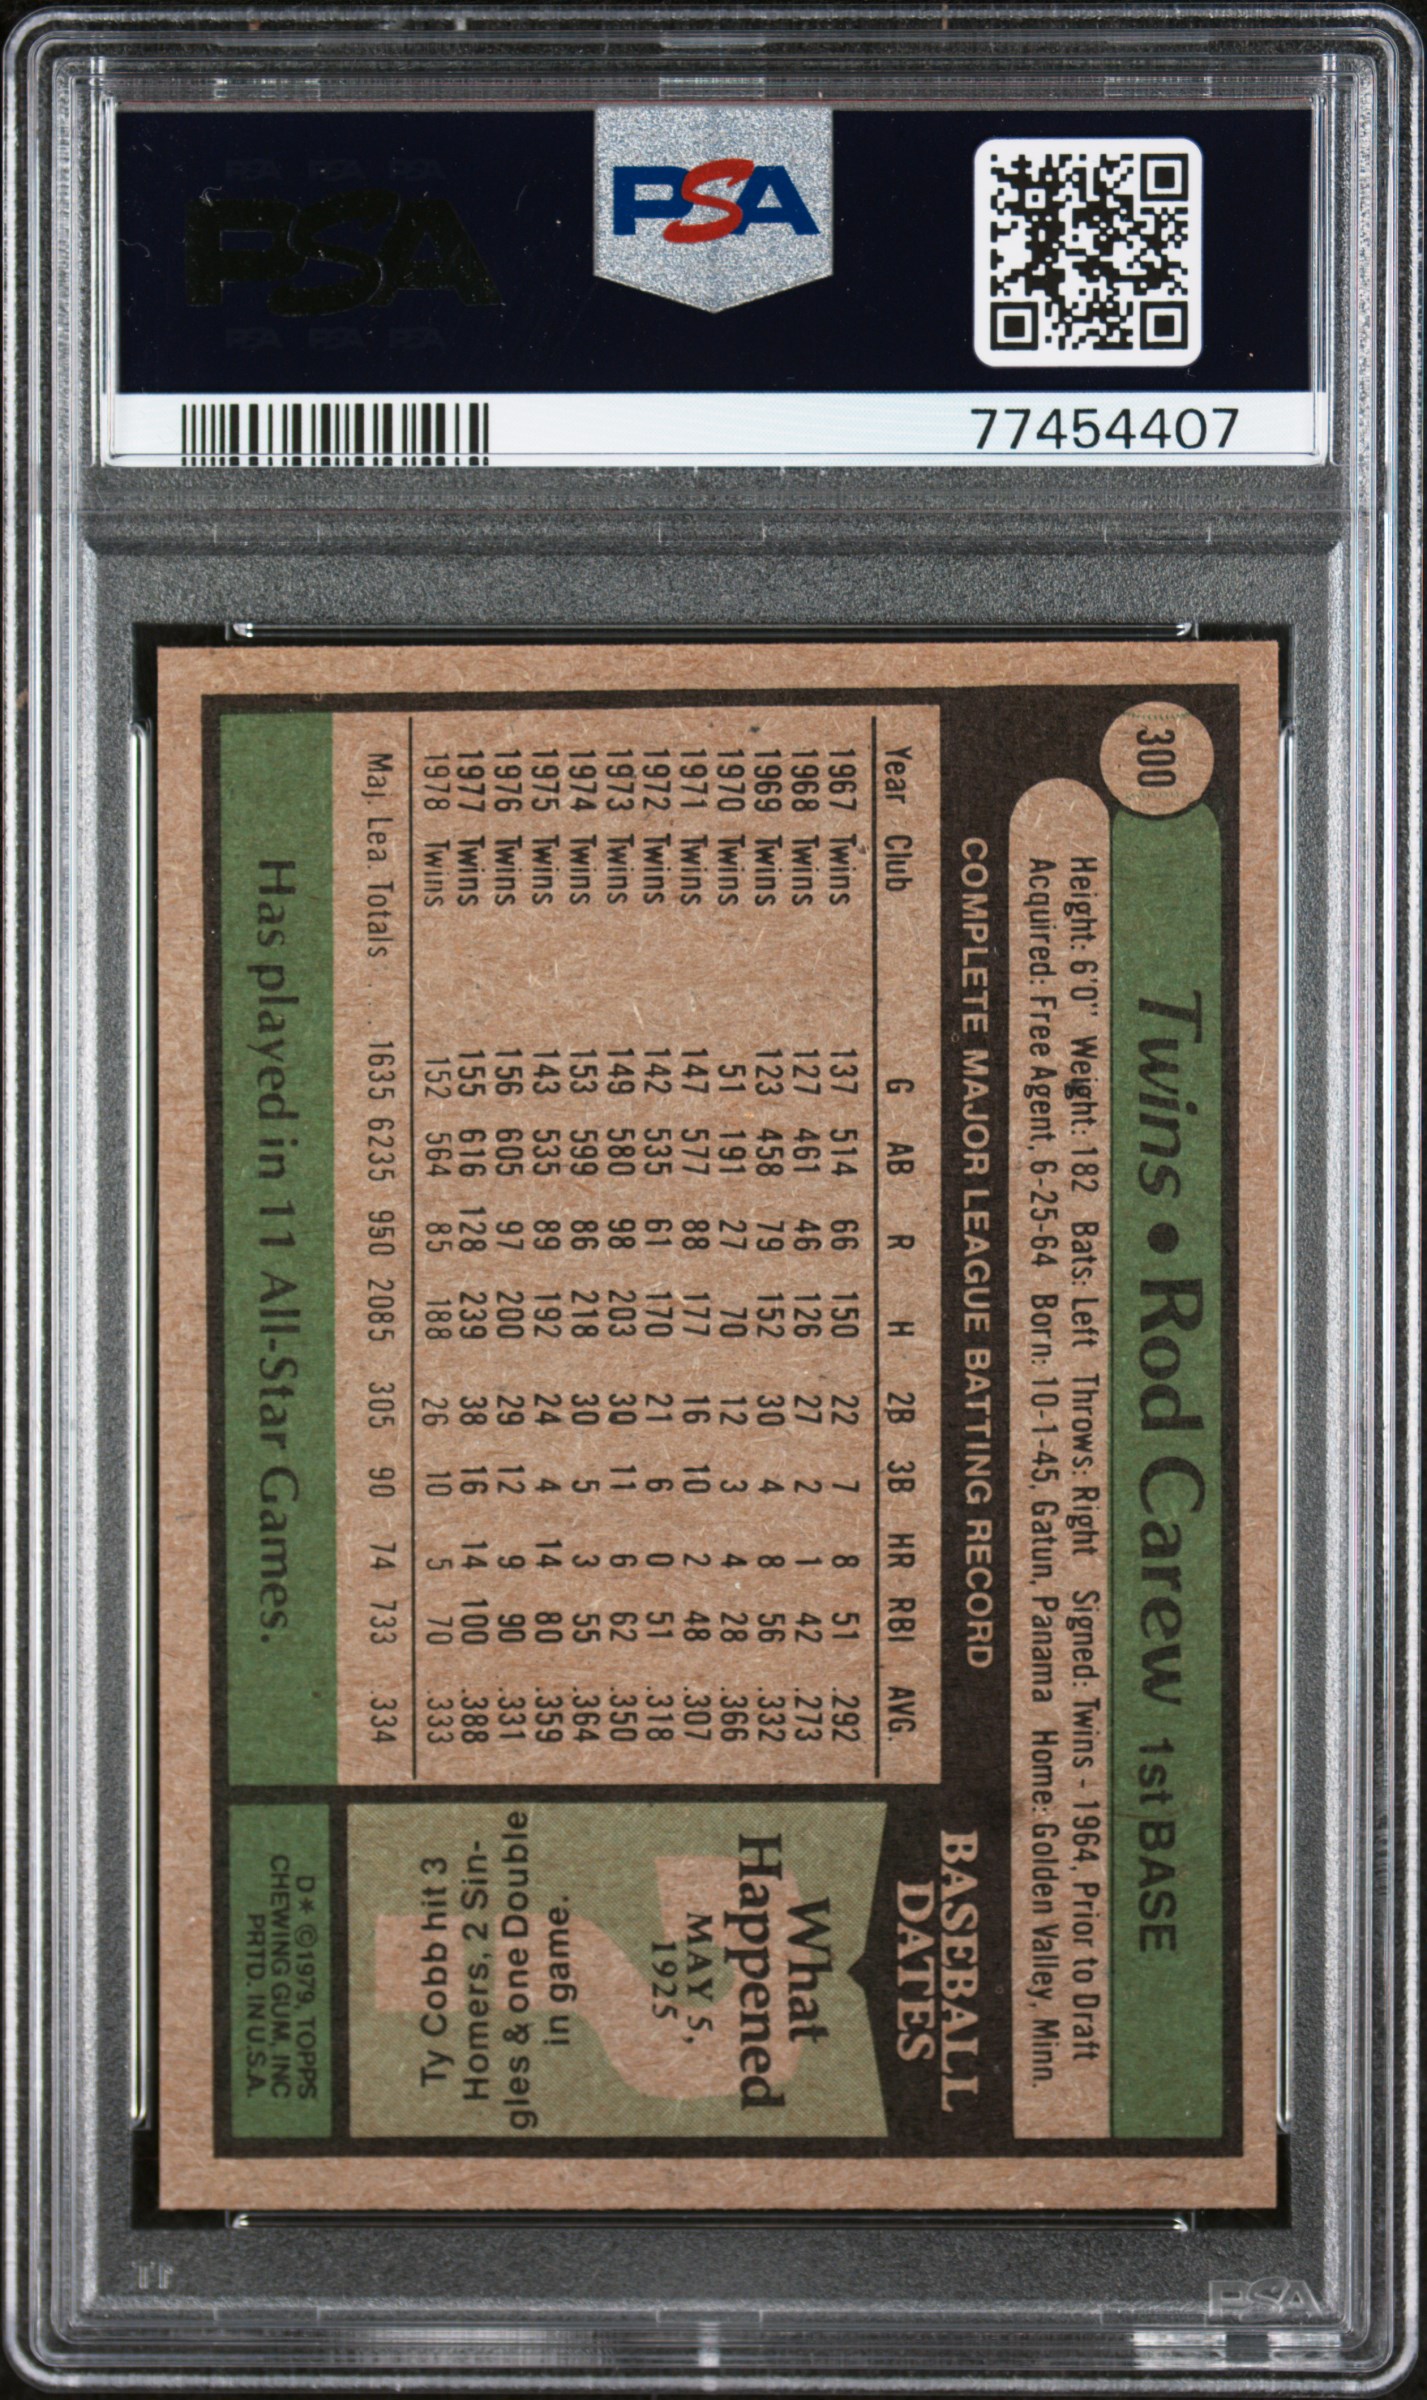 PSA PSA PSA
PSA
PSA PSA PSA
PSA
77454407
300
Twins • Rod Carew 1st BASE
Height: 6'0" Weight: 182 Bats: Left Throws: Right Signed: Twins - 1964, Prior to Draft
Acquired: Free Agent, 6-25-64 Born: 10-1-45, Gatun, Panama Home: Golden Valley, Minn.
COMPLETE MAJOR LEAGUE BATTING RECORD
Year Club G AB R H 2B 3B HR RBI AVG.
1967 Twins 137 514 66 150 22 7 8 51 .292
1968 Twins 127 461 46 126 27 2 1 42 .273
1969 Twins 123 458 79 152 30 4 8 56 .332
1970 Twins 51 191 27 70 12 3 4 28 .366
1971 Twins 147 577 88 177 16 10 2 48 .307
1972 Twins 142 535 61 170 21 6 0 51 .318
1973 Twins 149 580 98 203 30 11 6 62 .350
1974 Twins 153 599 86 218 30 5 3 55 .364
1975 Twins 143 535 89 192 24 4 14 80 .359
1976 Twins 156 605 97 200 29 12 9 90 .331
1977 Twins 155 616 128 239 38 16 14 100 .388
1978 Twins 152 564 85 188 26 10 5 70 .333
Maj. Lea. Totals . . . 1635 6235 950 2085 305 90 74 733 .334
Has played in 11 All-Star Games.
BASEBALL
DATES
What
Happened
MAY 5,
1925
Ty Cobb hit 3
Homers, 2 Sin-
gles & one Double
in game.
D* ©1979, TOPPS
CHEWING GUM, INC
PRTD. IN U.S.A.
PSA